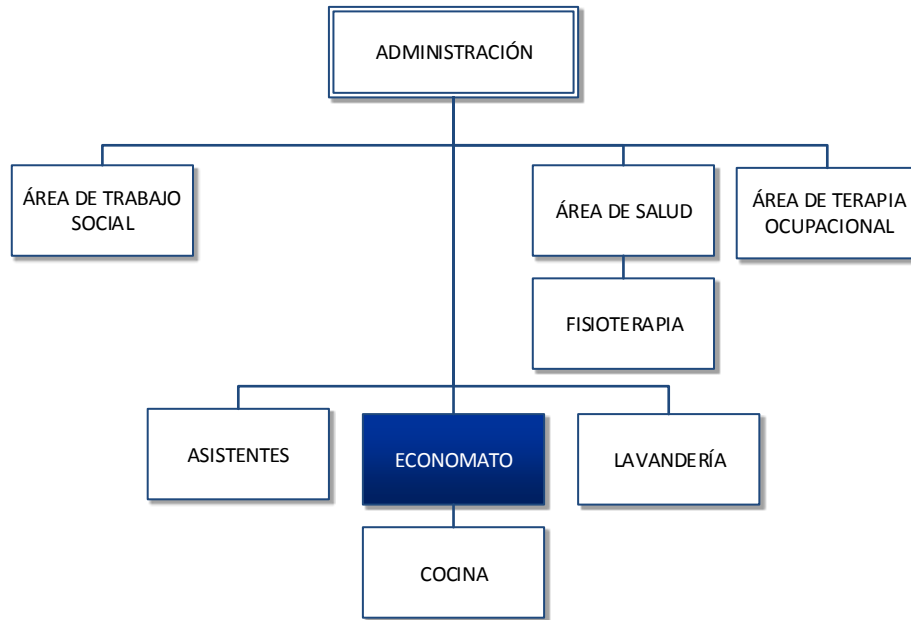 ADMINISTRACIÓN
ÁREA DE TRABAJO
SOCIAL
ÁREA DE SALUD
ÁREA DE TERAPIA
OCUPACIONAL
FISIOTERAPIA
ASISTENTES
ECONOMATO
LAVANDERÍA
COCINA